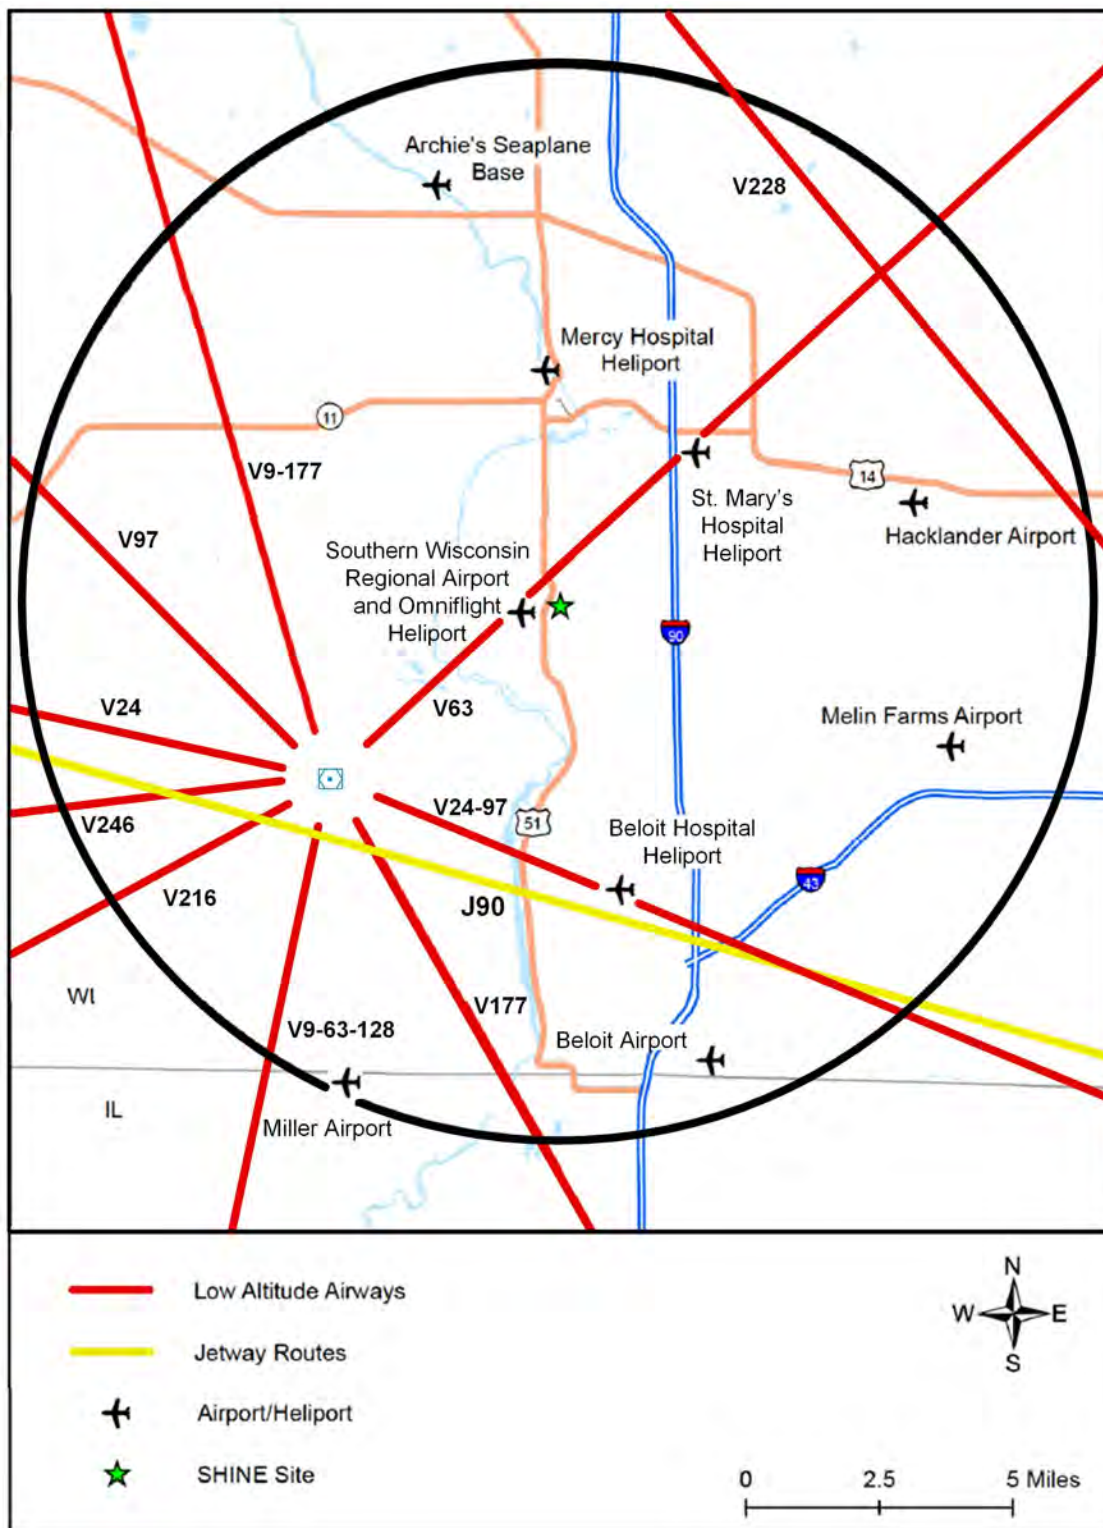 Archie's Seaplane
Base
V228
Mercy Hospital
Heliport
11
V9-177
14
St. Mary's
Hospital
Heliport
Hacklander Airport
V97
Southern Wisconsin
Regional Airport
and Omniflight
Heliport
90
V24
V63
Melin Farms Airport
V24-97
51
V246
Beloit Hospital
Heliport
43
V216
J90
WI
V177
V9-63-128
Beloit Airport
IL
Miller Airport
Low Altitude Airways
Jetway Routes
Airport/Heliport
SHINE Site
N
W
E
S
0
2.5
5 Miles